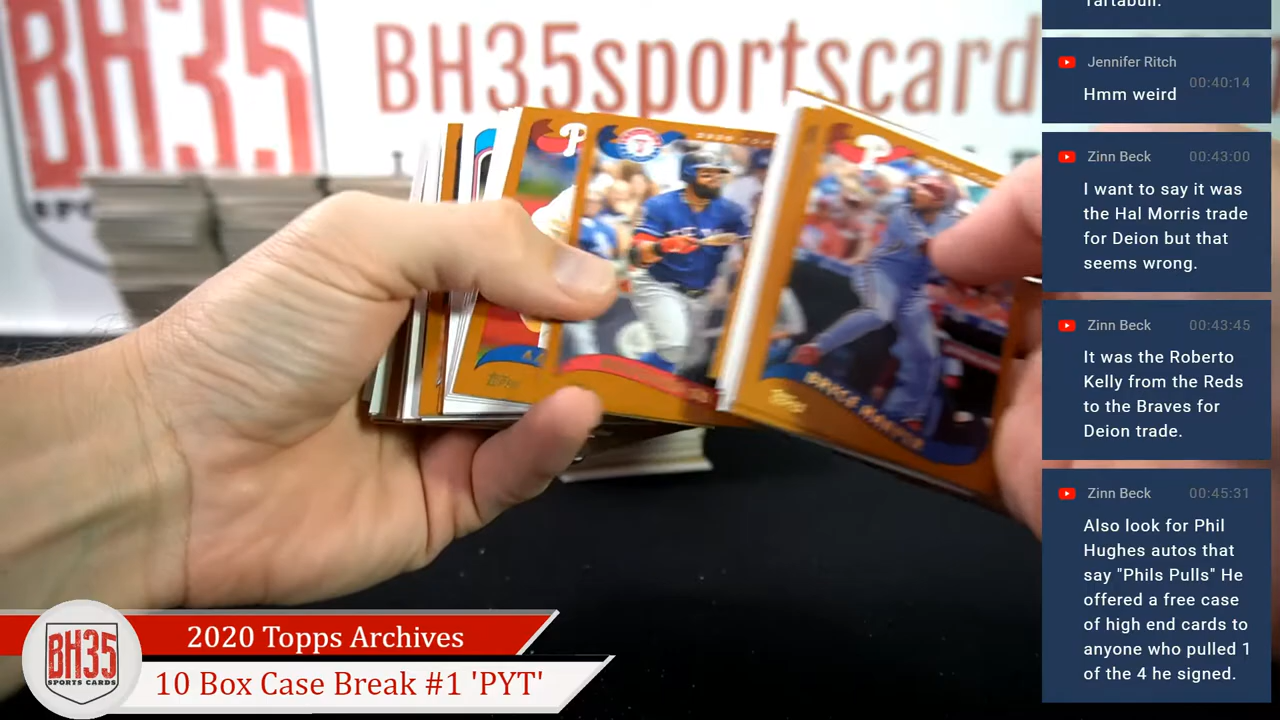 BH35sportscard
BH35
SPO
BRYCE HARPER
Tartabull.
Jennifer Ritch
00:40:14
Hmm weird
Zinn Beck 00:43:00
I want to say it was
the Hal Morris trade
for Deion but that
seems wrong.
Zinn Beck 00:43:45
It was the Roberto
Kelly from the Reds
to the Braves for
Deion trade.
Zinn Beck 00:45:31
Also look for Phil
Hughes autos that
say "Phils Pulls" He
offered a free case
of high end cards to
anyone who pulled 1
of the 4 he signed.
BH35
SPORTS CARDS
2020 Topps Archives
10 Box Case Break #1 'PYT'